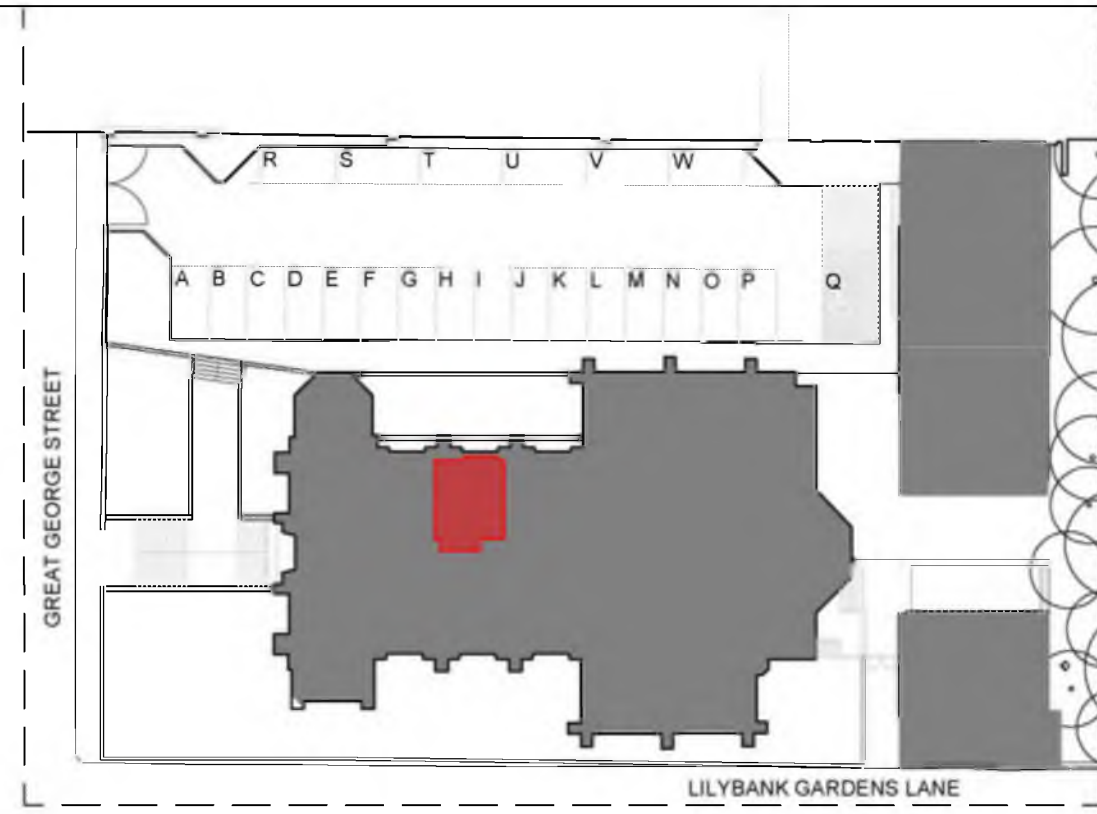 R S T U V W
A B C D E F G H I J K L M N O P Q
GREAT GEORGE STREET
LILYBANK GARDENS LANE